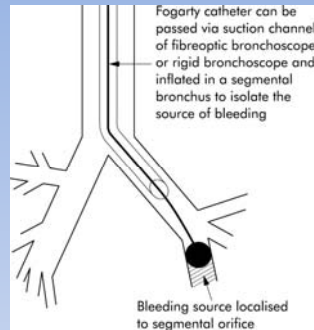 Fogarty catheter can be
passed via suction channel
of fibreoptic bronchoscope
or rigid bronchoscope and
inflated in a segmental
bronchus to isolate the
source of bleeding
Bleeding source localised
to segmental orifice